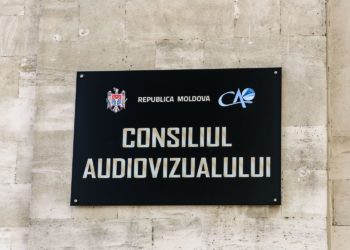 REPUBLICA MOLDOVA CA
CONSILIUL
AUDIOVIZUALULUI